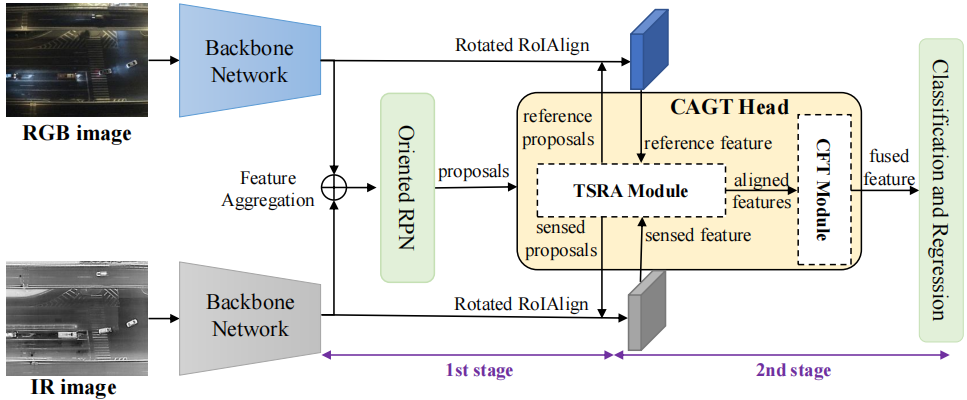 Backbone
Network
Rotated RoIAlign
RGB image
CAGT Head
reference
proposals
reference feature
Oriented RPN
proposals
Feature
Aggregation
TSRA Module
aligned
features
CFT Module
fused
feature
Classification and Regression
sensed
proposals
sensed feature
Backbone
Network
Rotated RoIAlign
IR image
1st stage
2nd stage